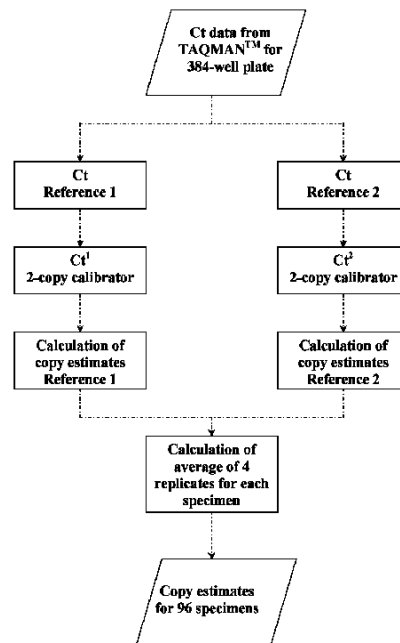 Ct data from
TAQMAN™ for
384-well plate
Ct
Reference 1
Ct
Reference 2
Ct¹
2-copy calibrator
Ct²
2-copy calibrator
Calculation of
copy estimates
Reference 1
Calculation of
copy estimates
Reference 2
Calculation of
average of 4
replicates for each
specimen
Copy estimates
for 96 specimens